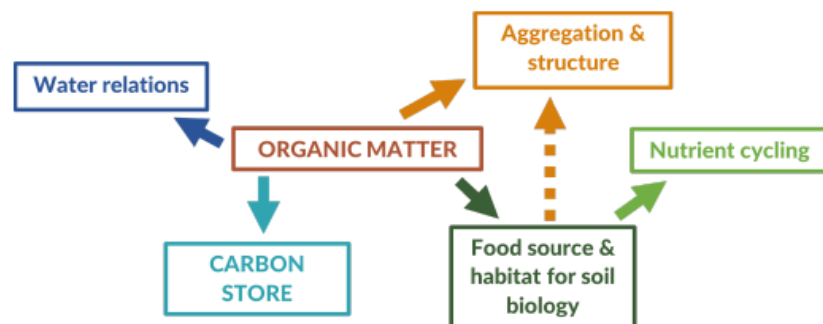 Aggregation &
structure
Water relations
ORGANIC MATTER
Nutrient cycling
CARBON
STORE
Food source &
habitat for soil
biology